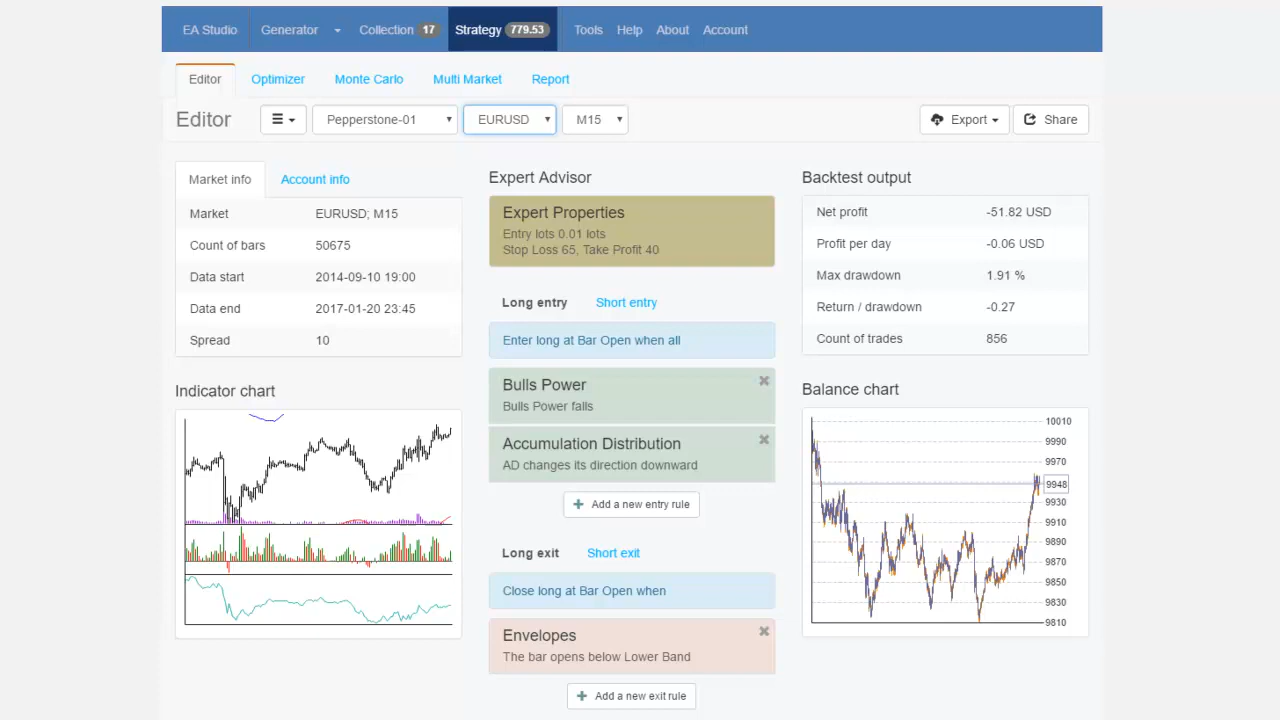 EA Studio Generator Collection 17 Strategy 779.53 Tools Help About Account
Editor Optimizer Monte Carlo Multi Market Report
Editor Pepperstone-01 EURUSD M15 Export Share
Market info Account info
Market EURUSD; M15
Count of bars 50675
Data start 2014-09-10 19:00
Data end 2017-01-20 23:45
Spread 10
Indicator chart
Expert Advisor
Expert Properties
Entry lots 0.01 lots
Stop Loss 65, Take Profit 40
Long entry Short entry
Enter long at Bar Open when all
Bulls Power
Bulls Power falls
Accumulation Distribution
AD changes its direction downward
Add a new entry rule
Long exit Short exit
Close long at Bar Open when
Envelopes
The bar opens below Lower Band
Add a new exit rule
Backtest output
Net profit -51.82 USD
Profit per day -0.06 USD
Max drawdown 1.91 %
Return / drawdown -0.27
Count of trades 856
Balance chart
10010
9990
9970
9948
9930
9910
9890
9870
9850
9830
9810